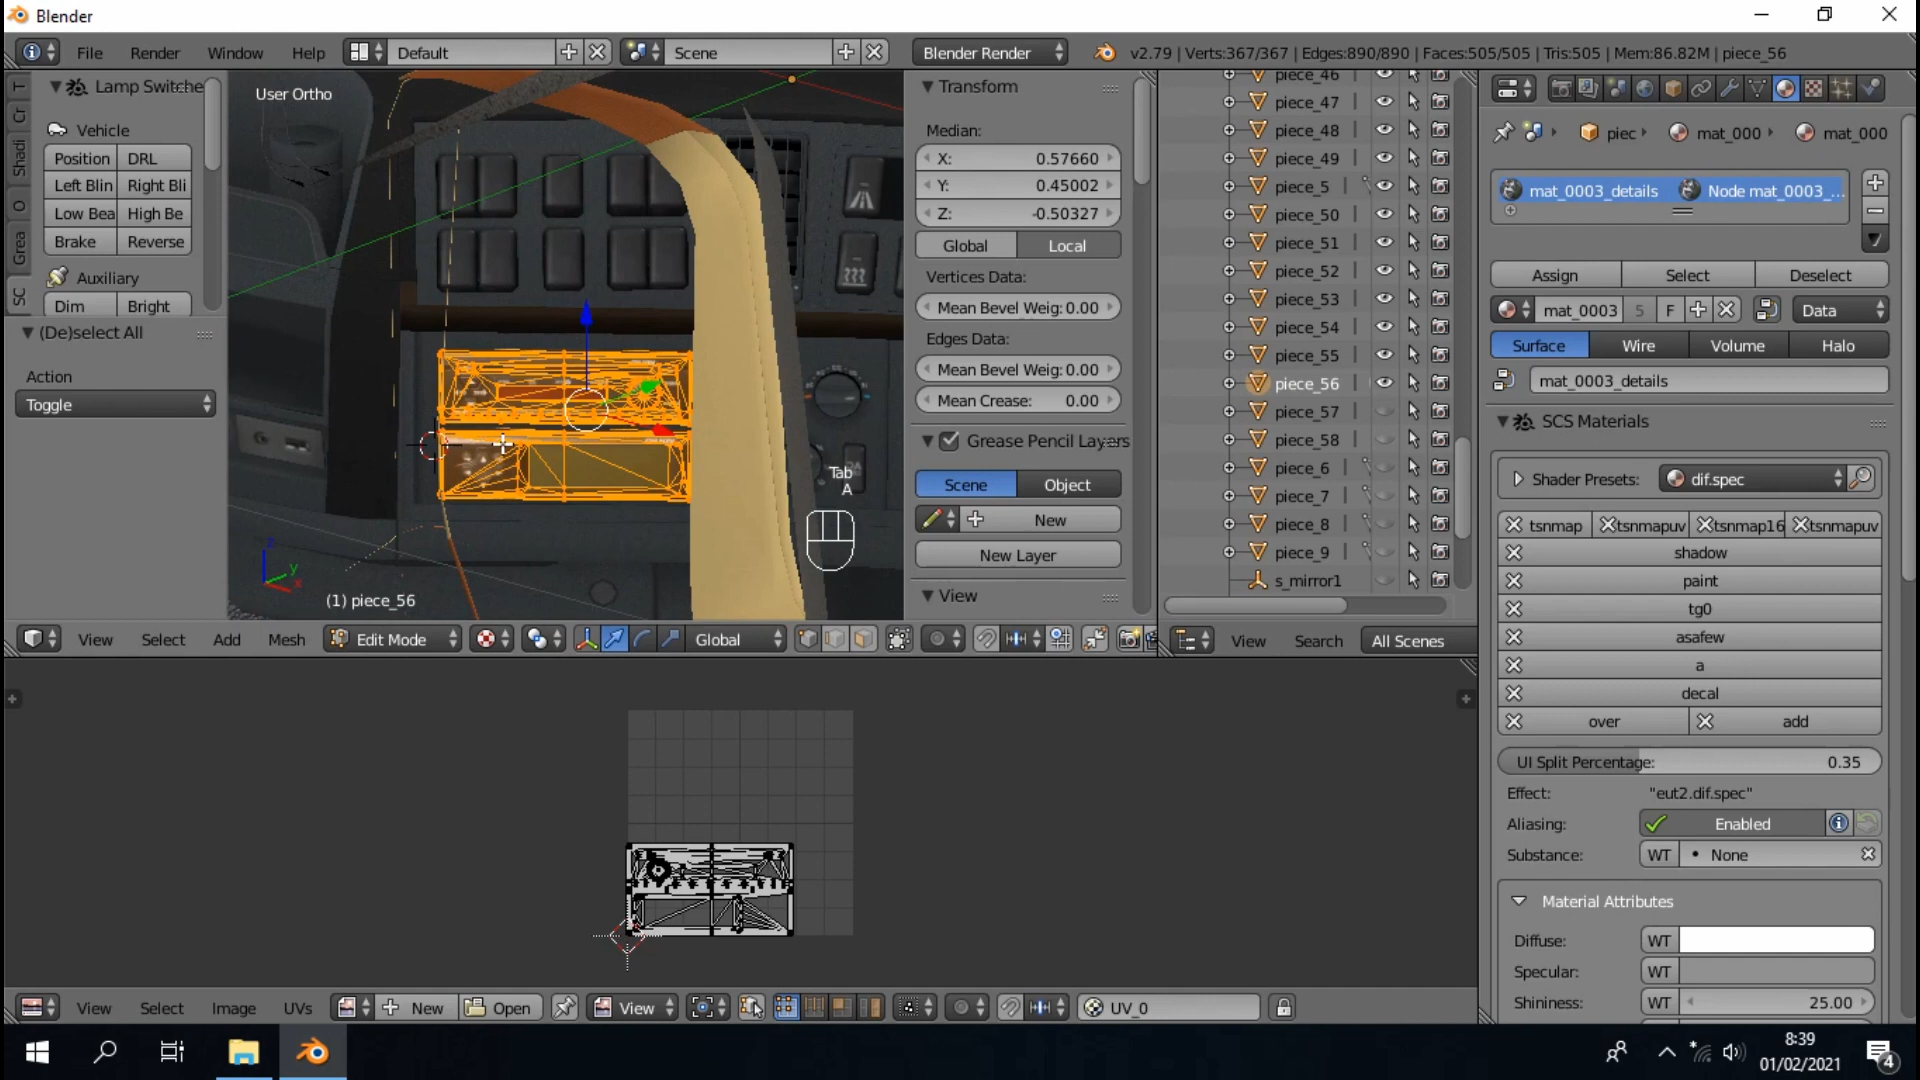 Blender
File Render Window Help Default Scene Blender Render v2.79 | Verts:367/367 | Edges:890/890 | Faces:505/505 | Tris:505 | Mem:86.82M | piece_56
Lamp Switche
Vehicle
Position DRL
Left Blin Right Bli
Low Bea High Be
Brake Reverse
Auxiliary
Dim Bright
(De)select All
Action
Toggle
T
Cr
Shadi
O
Grea
SC
User Ortho
Tab
A
(1) piece_56
z
y
x
View Select Add Mesh Edit Mode Global
Transform
Median:
X: 0.57660
Y: 0.45002
Z: -0.50327
Global Local
Vertices Data:
Mean Bevel Weig: 0.00
Edges Data:
Mean Bevel Weig: 0.00
Mean Crease: 0.00
Grease Pencil Layers
Scene Object
New
New Layer
View
piece_46
piece_47
piece_48
piece_49
piece_5
piece_50
piece_51
piece_52
piece_53
piece_54
piece_55
piece_56
piece_57
piece_58
piece_6
piece_7
piece_8
piece_9
s_mirror1
View Search All Scenes
piec mat_000 mat_000
mat_0003_details Node mat_0003_...
Assign Select Deselect
mat_0003 5 F Data
Surface Wire Volume Halo
mat_0003_details
SCS Materials
Shader Presets: dif.spec
tsnmap tsnmapuv tsnmap16 tsnmapuv
shadow
paint
tg0
asafew
a
decal
over add
UI Split Percentage: 0.35
Effect: "eut2.dif.spec"
Aliasing: Enabled
Substance: WT None
Material Attributes
Diffuse: WT
Specular: WT
Shininess: WT 25.00
View Select Image UVs New Open View UV_0
8:39
01/02/2021
4